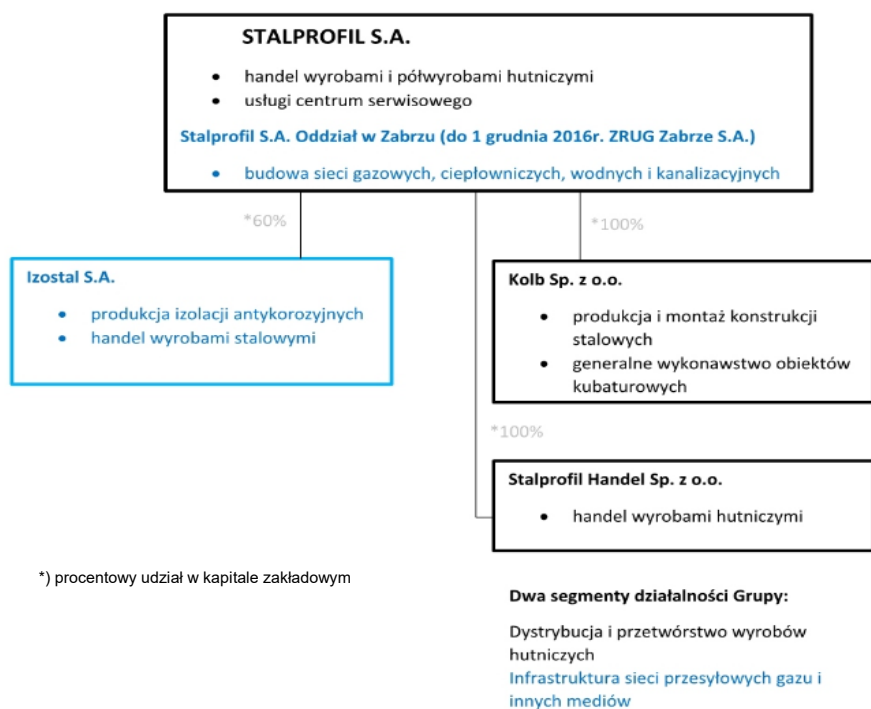 STALPROFIL S.A.
• handel wyrobami i półwyrobami hutniczymi
• usługi centrum serwisowego
Stalprofil S.A. Oddział w Zabrzu (do 1 grudnia 2016r. ZRUG Zabrze S.A.)
• budowa sieci gazowych, ciepłowniczych, wodnych i kanalizacyjnych
*60%
*100%
Izostal S.A.
• produkcja izolacji antykorozyjnych
• handel wyrobami stalowymi
Kolb Sp. z o.o.
• produkcja i montaż konstrukcji
stalowych
• generalne wykonawstwo obiektów
kubaturowych
*100%
Stalprofil Handel Sp. z o.o.
• handel wyrobami hutniczymi
*) procentowy udział w kapitale zakładowym
Dwa segmenty działalności Grupy:
Dystrybucja i przetwórstwo wyrobów
hutniczych
Infrastruktura sieci przesyłowych gazu i
innych mediów